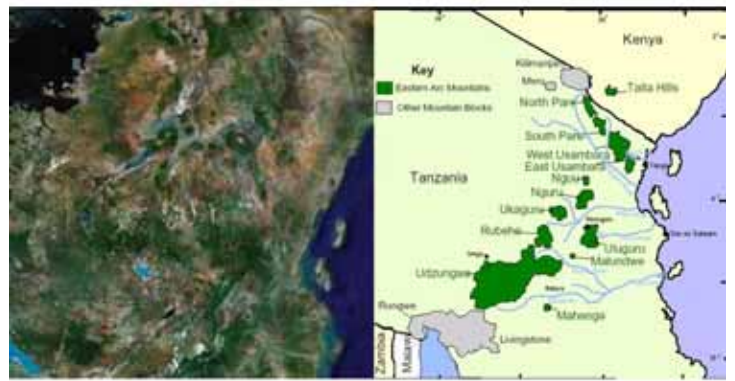 Kenya
Kilimanjaro
Key
Meru
Eastern Arc Mountains
Taita Hills
Other Mountain Blocks
North Pare
South Pare
West Usambara
East Usambara
Tanzania
Nguu
Nguru
Ukaguru
Rubeho
Uluguru
Malundwe
Udzungwa
Rungwe
Mahenge
Livingstone
Zambia
Malawi